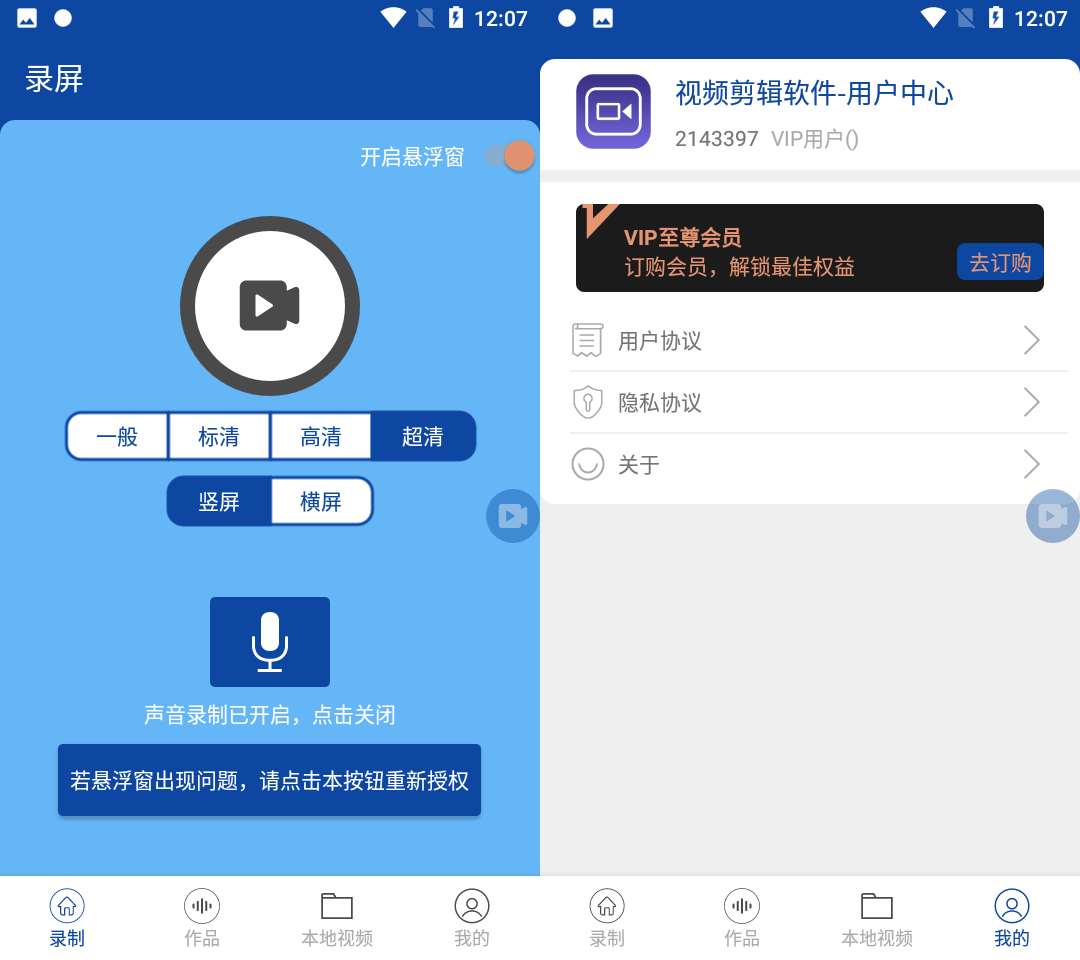 12:07
录屏
开启悬浮窗
一般
标清
高清
超清
竖屏
横屏
声音录制已开启，点击关闭
若悬浮窗出现问题，请点击本按钮重新授权
录制
作品
本地视频
我的
12:07
视频剪辑软件-用户中心
2143397 VIP用户()
VIP至尊会员
订购会员，解锁最佳权益
去订购
用户协议
隐私协议
关于
录制
作品
本地视频
我的